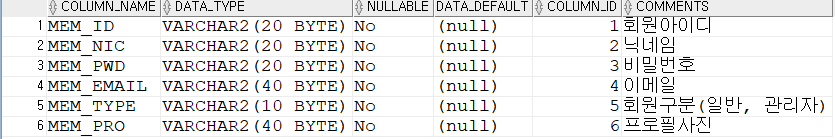 COLUMN_NAME DATA_TYPE NULLABLE DATA_DEFAULT COLUMN_ID COMMENTS
1 MEM_ID VARCHAR2(20 BYTE) No (null) 1 회원아이디
2 MEM_NIC VARCHAR2(20 BYTE) No (null) 2 닉네임
3 MEM_PWD VARCHAR2(20 BYTE) No (null) 3 비밀번호
4 MEM_EMAIL VARCHAR2(40 BYTE) No (null) 4 이메일
5 MEM_TYPE VARCHAR2(10 BYTE) No (null) 5 회원구분(일반, 관리자)
6 MEM_PRO VARCHAR2(40 BYTE) No (null) 6 프로필사진